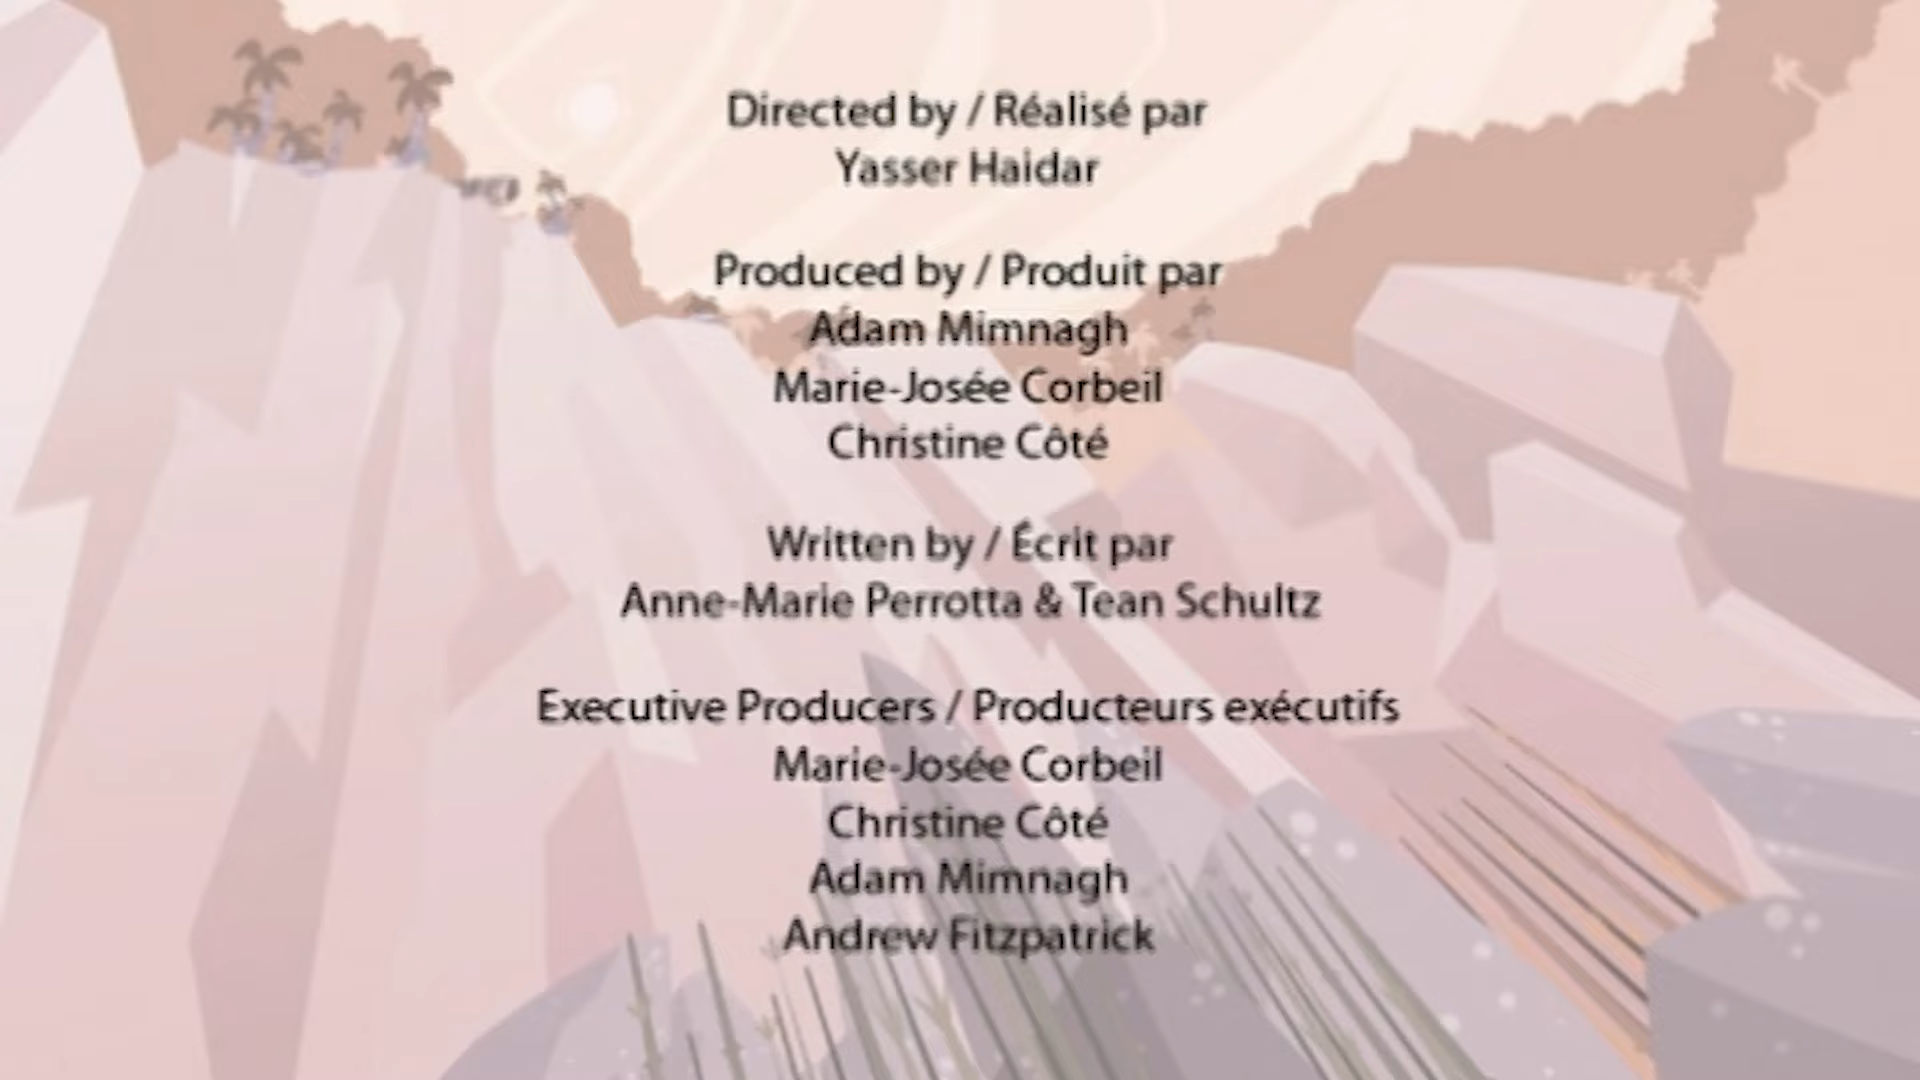 Directed by / Réalisé par
Yasser Haidar
Produced by / Produit par
Adam Mimnagh
Marie-Josée Corbeil
Christine Côté
Written by / Écrit par
Anne-Marie Perrotta & Tean Schultz
Executive Producers / Producteurs exécutifs
Marie-Josée Corbeil
Christine Côté
Adam Mimnagh
Andrew Fitzpatrick